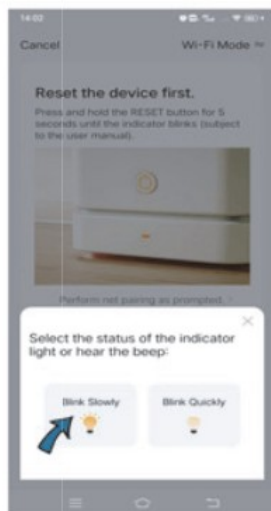 14:02
Cancel
Wi-Fi Mode
Reset the device first.
Press and hold the RESET button for 5
seconds until the indicator blinks (subject
to the user manual).
Perform net pairing as prompted.
Select the status of the indicator
light or hear the beep:
Blink Slowly
Blink Quickly